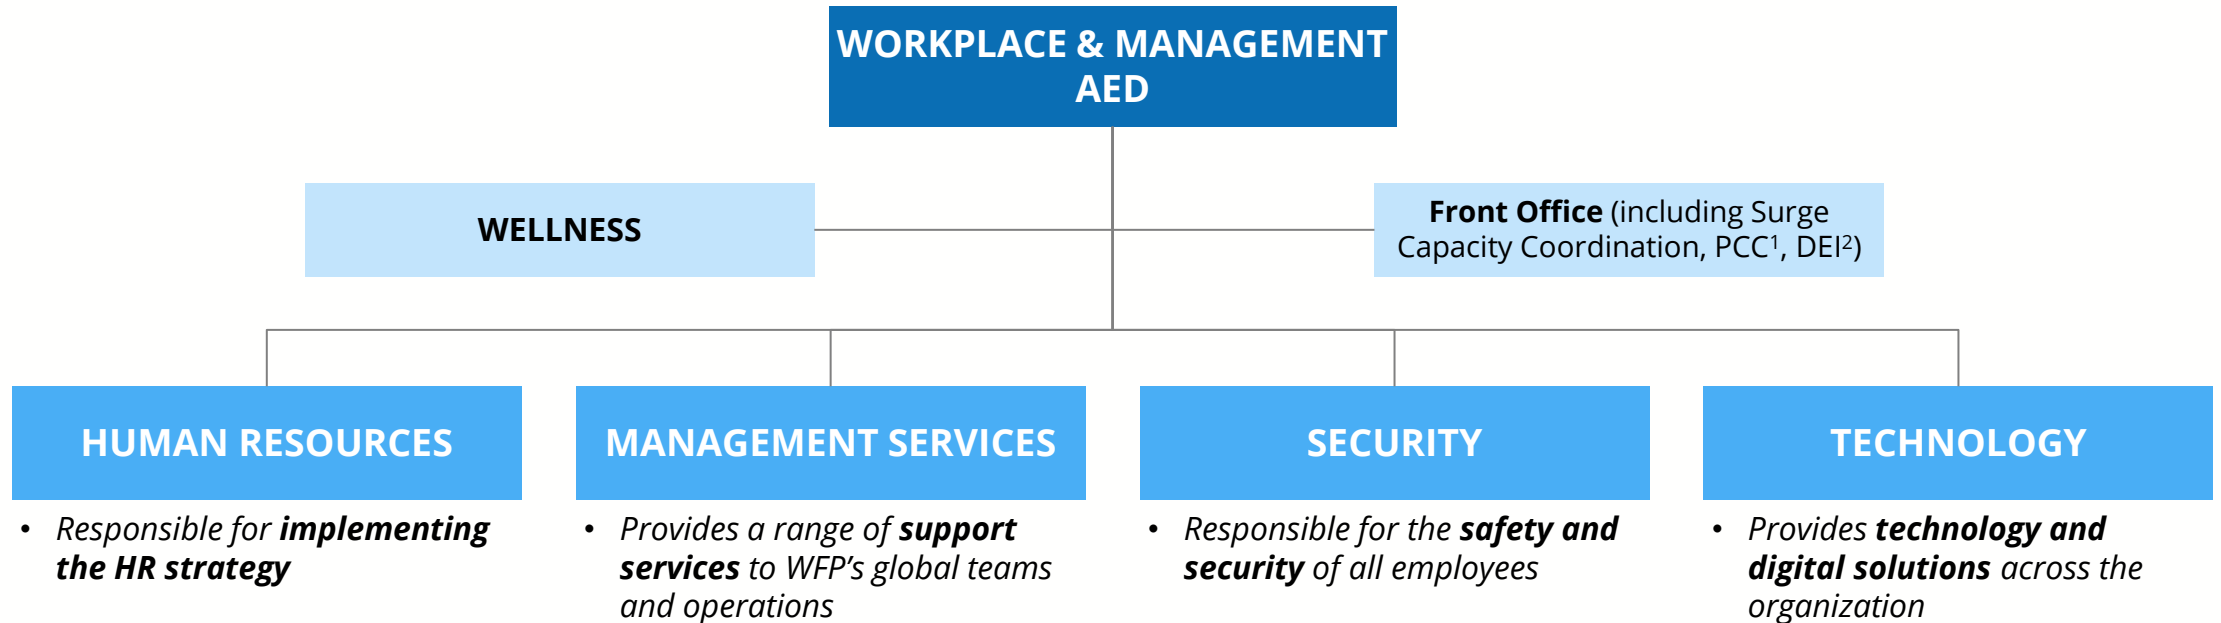 WORKPLACE & MANAGEMENT
AED
WELLNESS
Front Office (including Surge
Capacity Coordination, PCC¹, DEI²)
HUMAN RESOURCES
• Responsible for implementing
the HR strategy
MANAGEMENT SERVICES
• Provides a range of support
services to WFP’s global teams
and operations
SECURITY
• Responsible for the safety and
security of all employees
TECHNOLOGY
• Provides technology and
digital solutions across the
organization